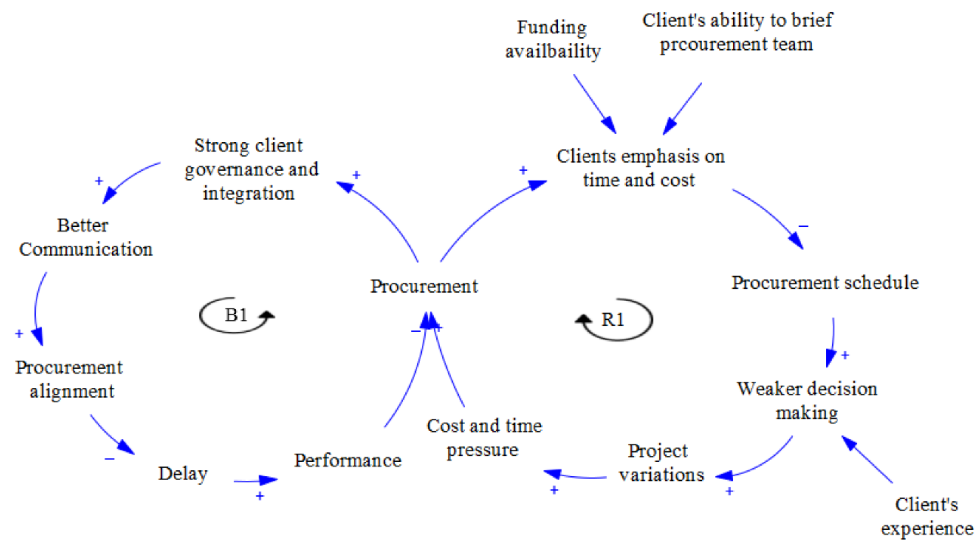 Funding
availbaility
Client's ability to brief
prcourement team
Strong client
governance and
integration
+
+
+
Clients emphasis on
time and cost
Better
Communication
–
Procurement
Procurement schedule
B1
R1
+
–
+
+
Procurement
alignment
Weaker decision
making
–
Delay
+
Performance
Cost and time
pressure
+
Project
variations
+
Client's
experience